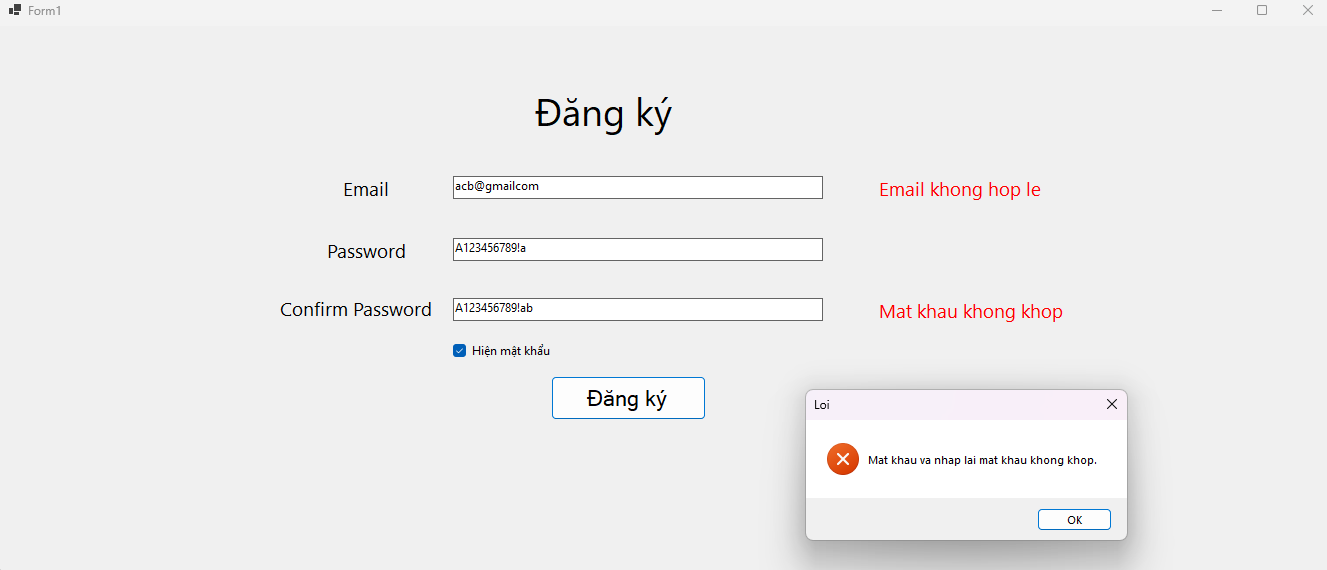 Form1
Đăng ký
Email
acb@gmailcom
Email khong hop le
Password
A123456789!a
Confirm Password
A123456789!ab
Mat khau khong khop
Hiện mật khẩu
Đăng ký
Loi
Mat khau va nhap lai mat khau khong khop.
OK